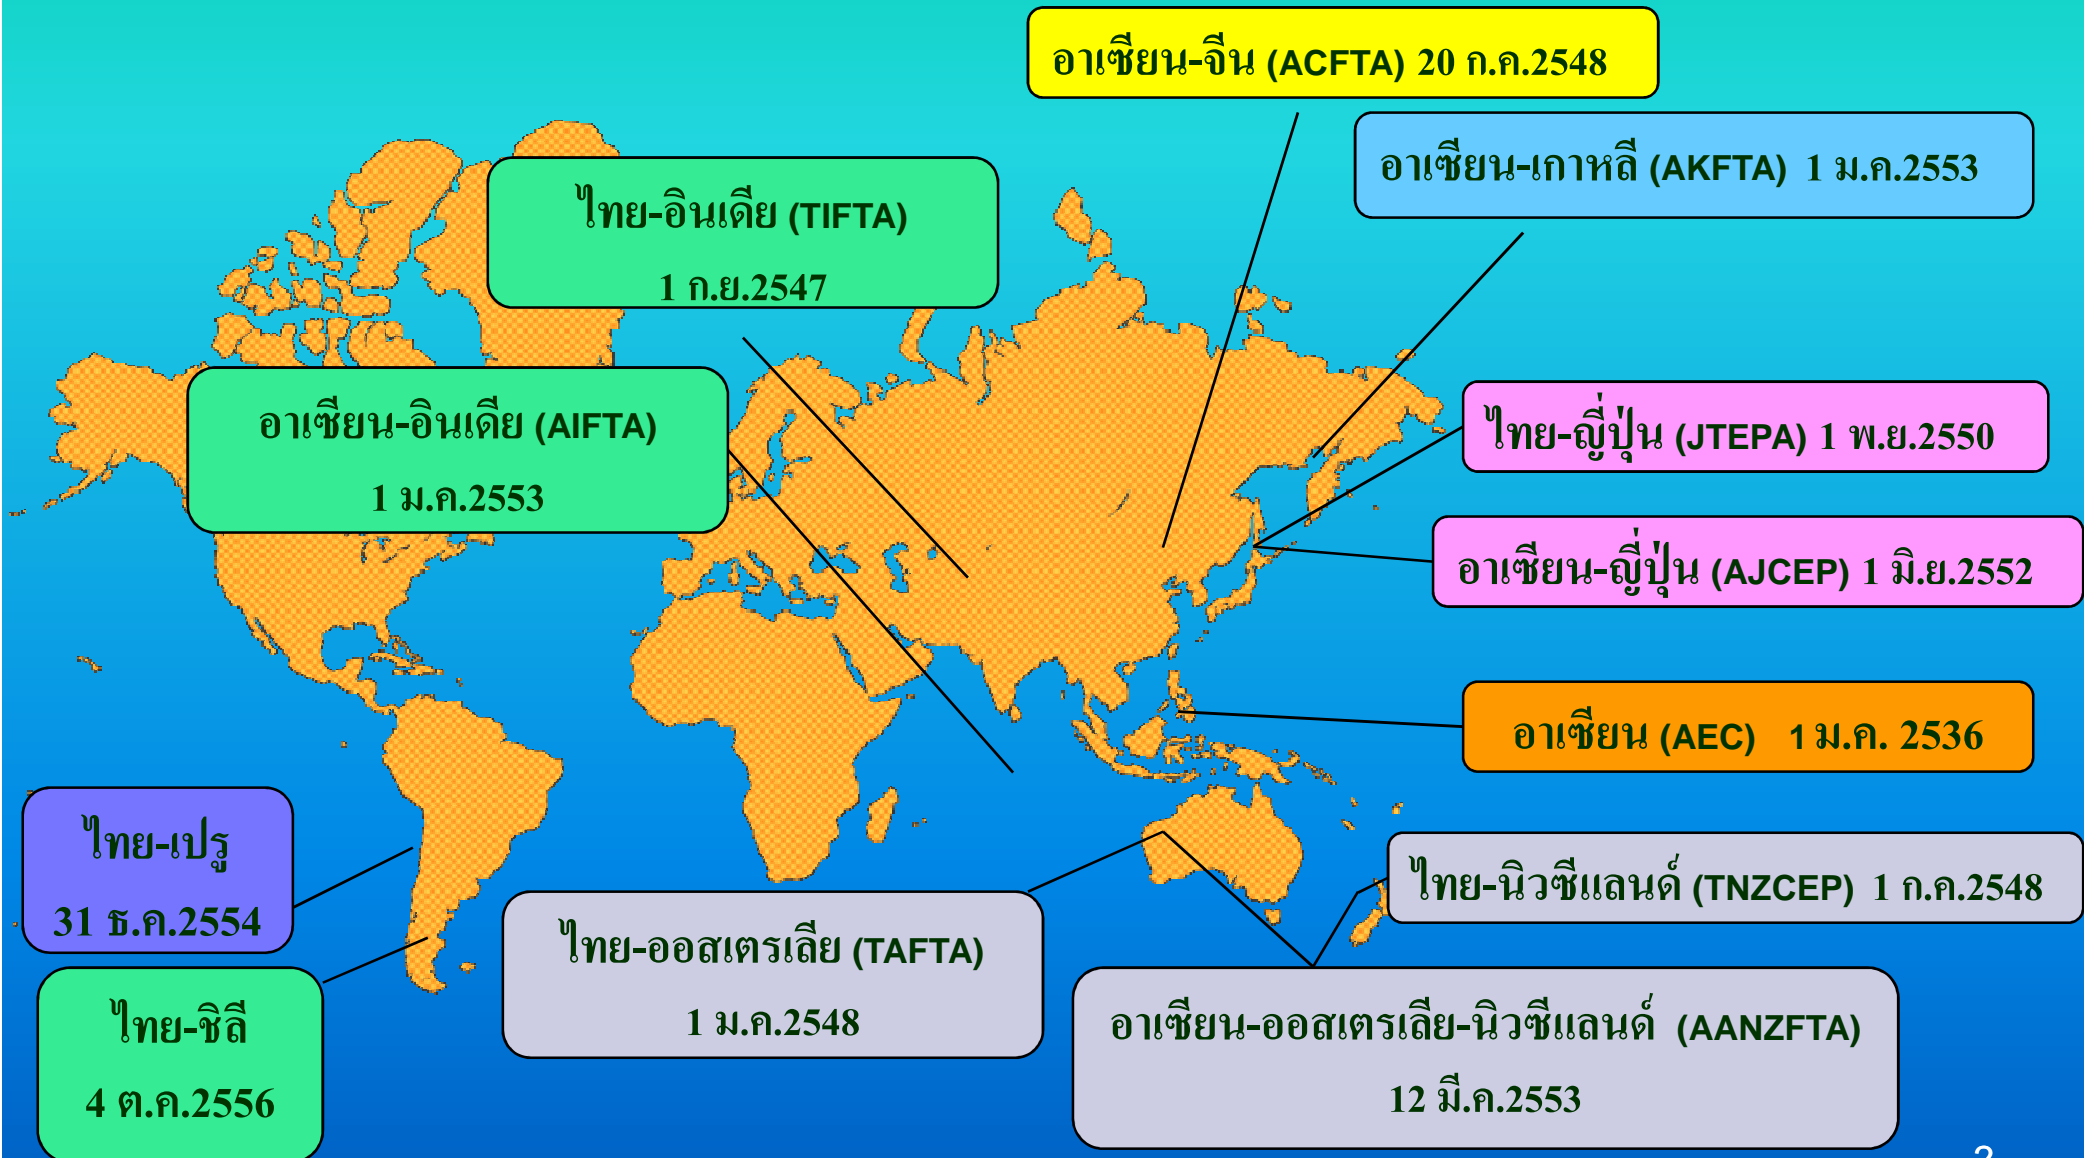 อาเซียน-จีน (ACFTA) 20 ก.ค.2548
อาเซียน-เกาหลี (AKFTA) 1 ม.ค.2553
ไทย-อินเดีย (TIFTA)
1 ก.ย.2547
อาเซียน-อินเดีย (AIFTA)
1 ม.ค.2553
ไทย-ญี่ปุ่น (JTEPA) 1 พ.ย.2550
อาเซียน-ญี่ปุ่น (AJCEP) 1 มิ.ย.2552
อาเซียน (AEC) 1 ม.ค. 2536
ไทย-เปรู
31 ธ.ค.2554
ไทย-นิวซีแลนด์ (TNZCEP) 1 ก.ค.2548
ไทย-ออสเตรเลีย (TAFTA)
1 ม.ค.2548
ไทย-ชิลี
4 ต.ค.2556
อาเซียน-ออสเตรเลีย-นิวซีแลนด์ (AANZFTA)
12 มี.ค.2553